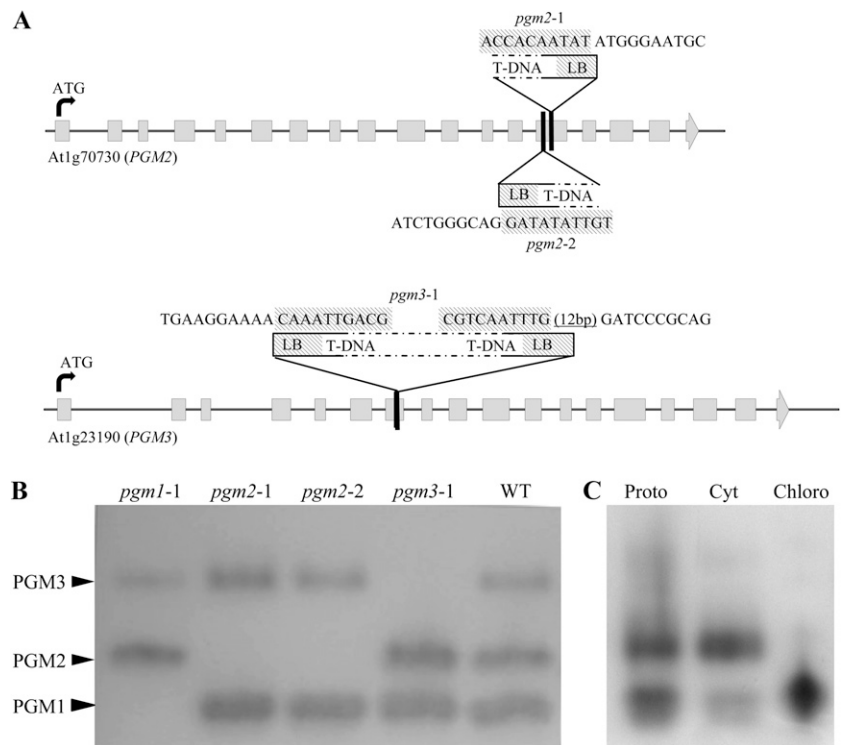 A
pgm2-1
ACCACAATAT ATGGGAATGC
T-DNA LB
ATG
At1g70730 (PGM2)
LB T-DNA
ATCTGGGCAG GATATATTGT
pgm2-2
pgm3-1
TGAAGGAAAA CAAATTGACG CGTCAATTTG (12bp) GATCCCGCAG
LB T-DNA T-DNA LB
ATG
At1g23190 (PGM3)
B pgm1-1 pgm2-1 pgm2-2 pgm3-1 WT
PGM3
PGM2
PGM1
C Proto Cyt Chloro